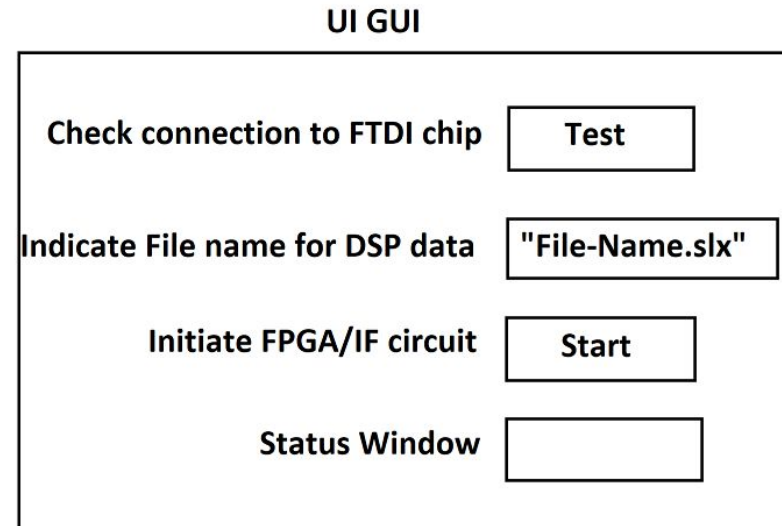 UI GUI
Check connection to FTDI chip Test
Indicate File name for DSP data "File-Name.slx"
Initiate FPGA/IF circuit Start
Status Window